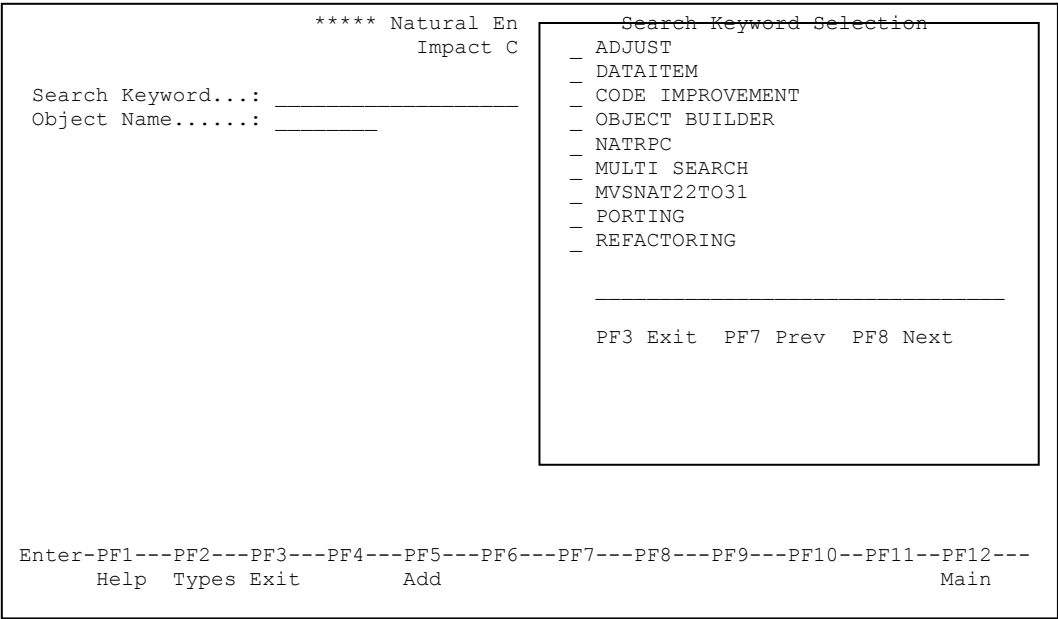 ***** Natural En
Impact C
Search Keyword...: ___________________
Object Name......: ________
Search Keyword Selection
_ ADJUST
_ DATAITEM
_ CODE IMPROVEMENT
_ OBJECT BUILDER
_ NATRPC
_ MULTI SEARCH
_ MVSNAT22TO31
_ PORTING
_ REFACTORING
________________________________
PF3 Exit  PF7 Prev  PF8 Next
Enter-PF1---PF2---PF3---PF4---PF5---PF6---PF7---PF8---PF9---PF10--PF11--PF12---
Help  Types Exit        Add                                       Main